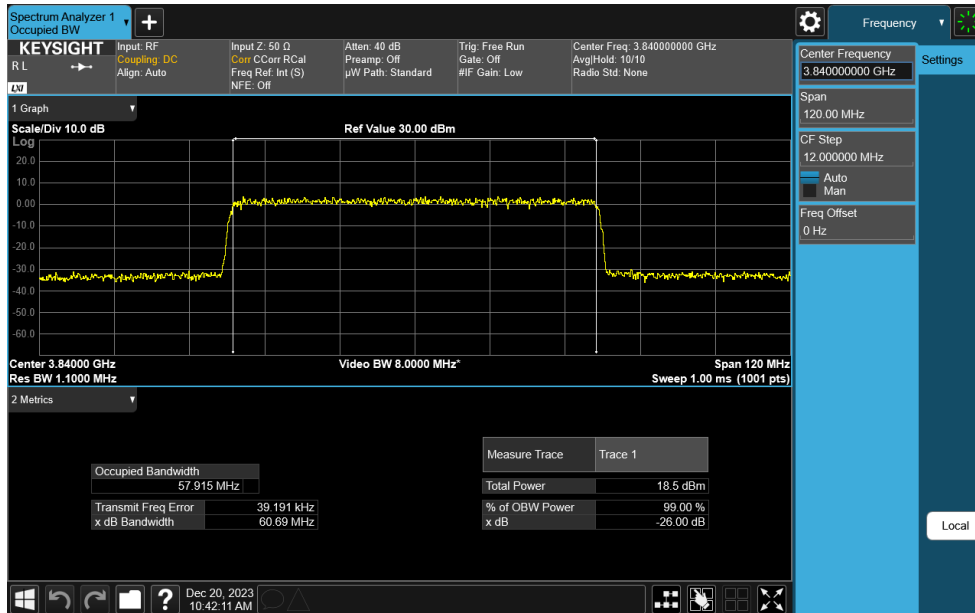 Spectrum Analyzer 1
Occupied BW
Frequency
KEYSIGHT
R L
LXI
Input: RF
Coupling: DC
Align: Auto
Input Z: 50 Ω
Corr CCorr RCal
Freq Ref: Int (S)
NFE: Off
Atten: 40 dB
Preamp: Off
µW Path: Standard
Trig: Free Run
Gate: Off
#IF Gain: Low
Center Freq: 3.840000000 GHz
Avg|Hold: 10/10
Radio Std: None
Center Frequency
3.840000000 GHz
Settings
Span
120.00 MHz
CF Step
12.000000 MHz
Auto
Man
Freq Offset
0 Hz
Local
1 Graph
Scale/Div 10.0 dB
Ref Value 30.00 dBm
Log
20.0
10.0
0.00
-10.0
-20.0
-30.0
-40.0
-50.0
-60.0
Center 3.84000 GHz
Video BW 8.0000 MHz*
Span 120 MHz
Res BW 1.1000 MHz
Sweep 1.00 ms (1001 pts)
2 Metrics
Measure Trace Trace 1
Occupied Bandwidth
57.915 MHz
Total Power 18.5 dBm
Transmit Freq Error 39.191 kHz
% of OBW Power 99.00 %
x dB Bandwidth 60.69 MHz
x dB -26.00 dB
?
Dec 20, 2023
10:42:11 AM